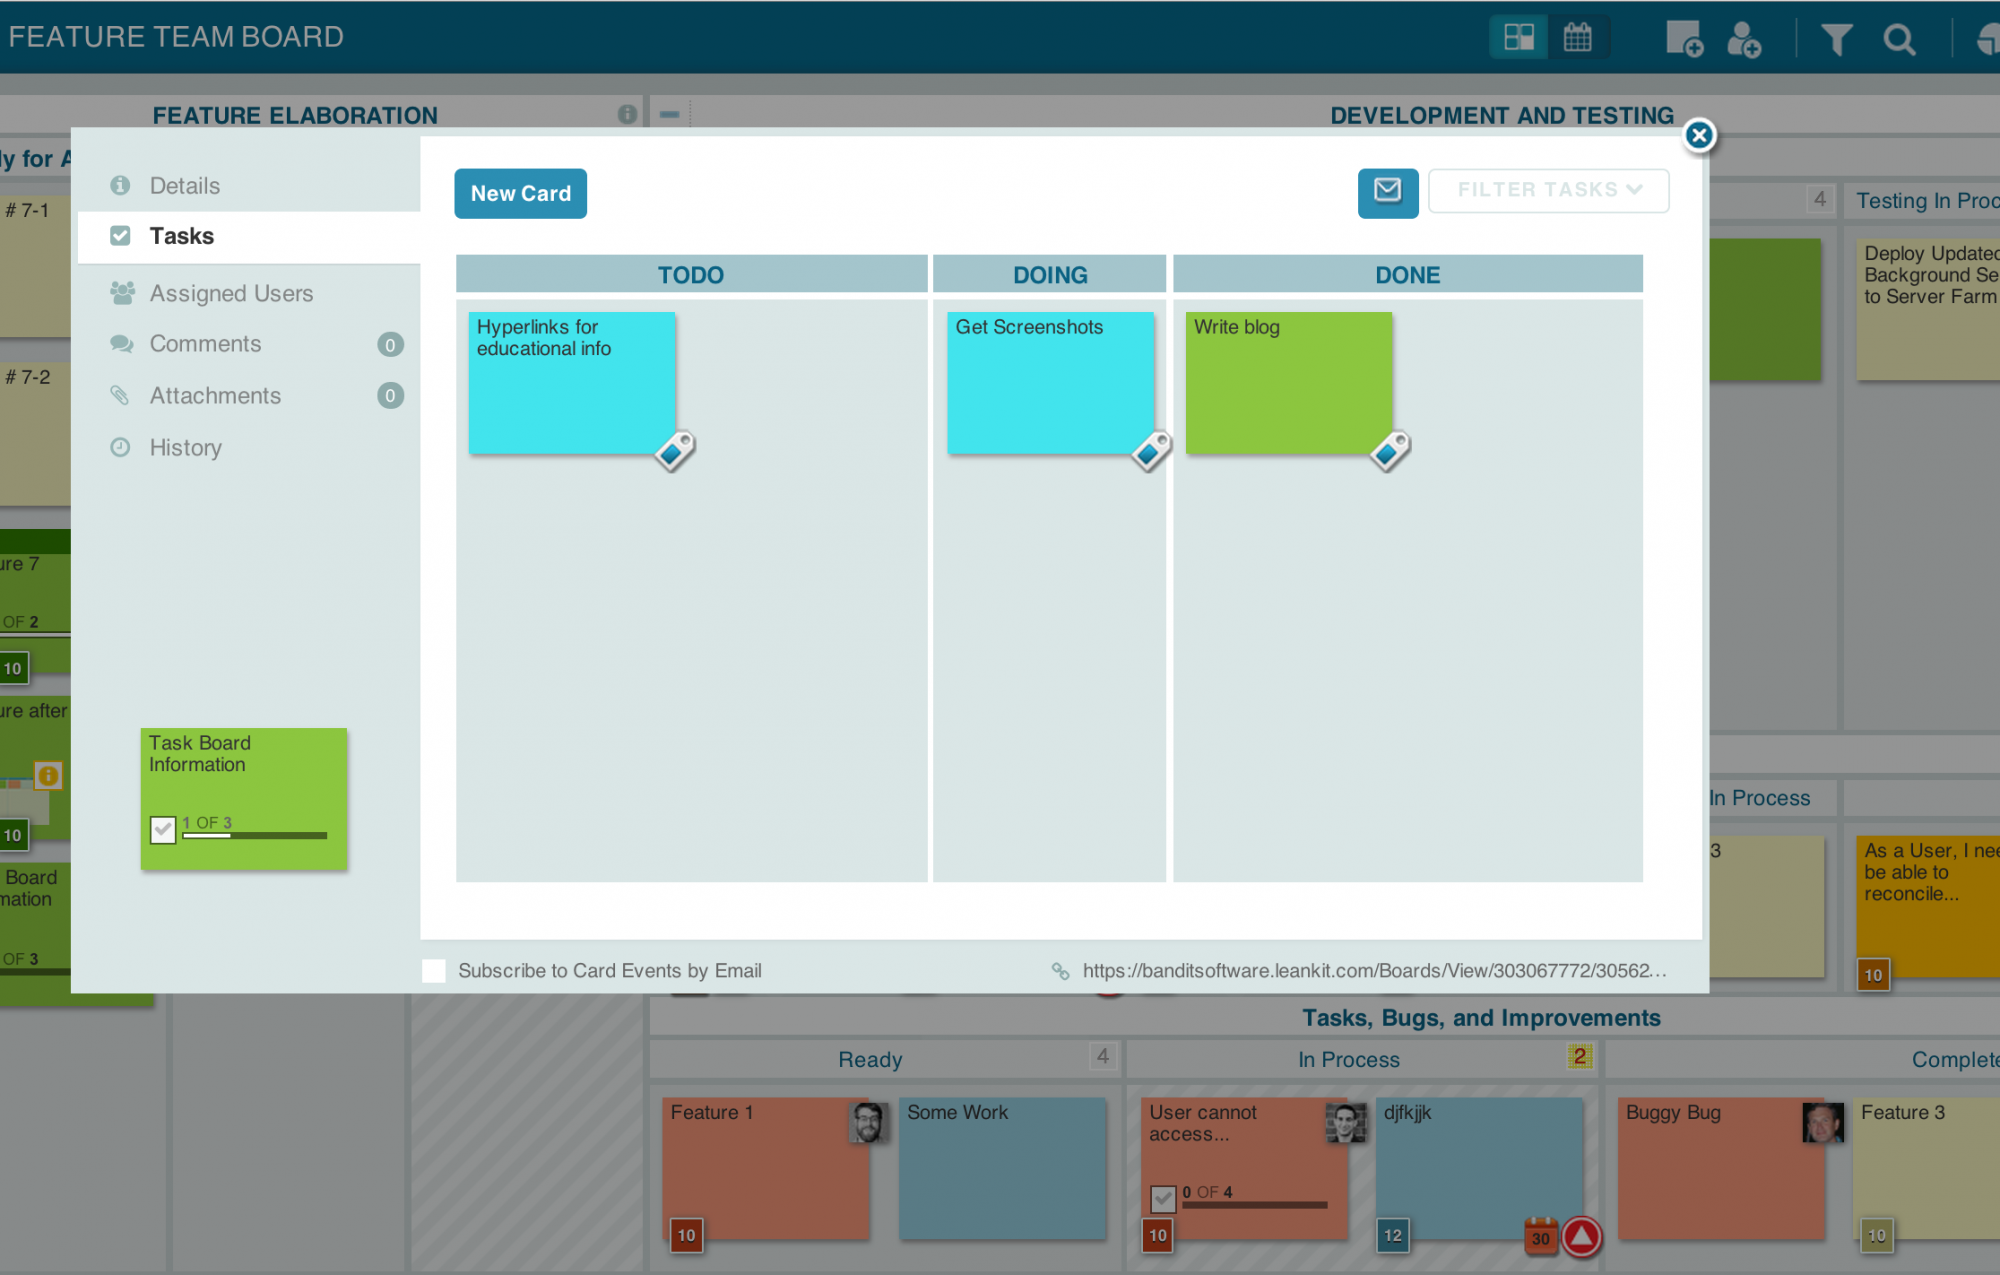 FEATURE TEAM BOARD
FEATURE ELABORATION
DEVELOPMENT AND TESTING
y for A
# 7-1
# 7-2
ure 7
OF 2
10
ure after
10
Board
mation
OF 3
Details
Tasks
Assigned Users
Comments 0
Attachments 0
History
Task Board
Information
1 OF 3
New Card
FILTER TASKS
TODO
DOING
DONE
Hyperlinks for
educational info
Get Screenshots
Write blog
Subscribe to Card Events by Email
https://banditsoftware.leankit.com/Boards/View/303067772/30562...
4
Testing In Proc
Deploy Updated
Background Se
to Server Farm
In Process
3
As a User, I nee
be able to
reconcile...
10
Tasks, Bugs, and Improvements
Ready 4
In Process 2
Complete
Feature 1
10
Some Work
User cannot
access...
0 OF 4
10
djfkjjk
12
30
Buggy Bug
Feature 3
10